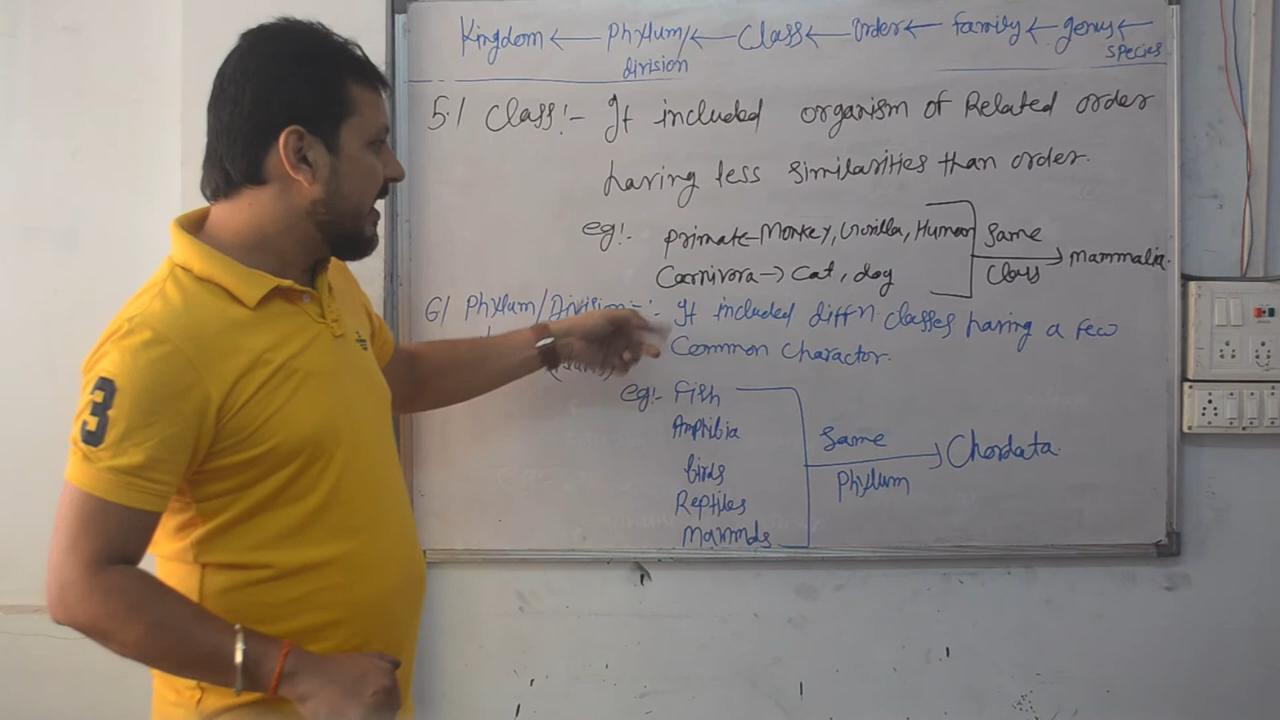 Kingdom ← Phylum/ ← Class ← Order ← family ← genus ←
division
species
5/ Class:- It included organism of Related order
having less similarities than order.
eg:- Primate - Monkey, Gorilla, Human
Carnivora → Cat, dog
Same
Class
→ mammalia.
6/ Phylum/Division - :- It included diffn classes having a few
Common Charactor.
eg:- Fish
Amphibia
birds
Reptiles
Mammals
Same
Phylum
→ Chordata.
3